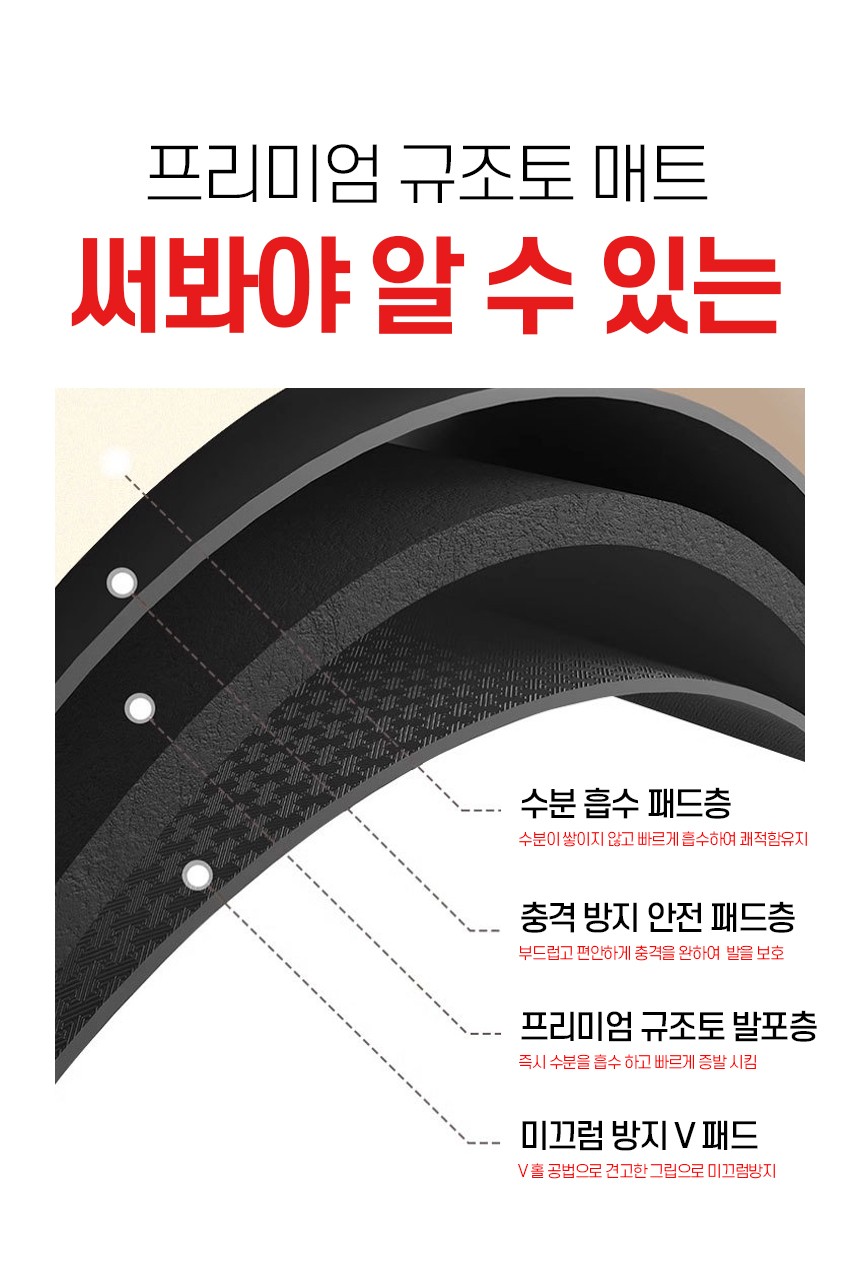 프리미엄 규조토 매트
써봐야 알 수 있는
수분 흡수 패드층
수분이 쌓이지 않고 빠르게 흡수하여 쾌적함유지
충격 방지 안전 패드층
부드럽고 편안하게 충격을 완하여 발을 보호
프리미엄 규조토 발포층
즉시 수분을 흡수 하고 빠르게 증발 시킴
미끄럼 방지 V 패드
V 홀 공법으로 견고한 그립으로 미끄럼방지